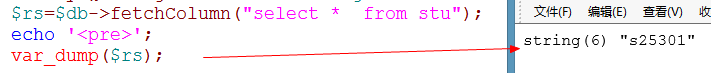 $rs=$db->fetchColumn("select *  from stu");
echo '<pre>';
var_dump($rs);
文件(F) 编辑(E) 查看(V) 收
string(6) "s25301"